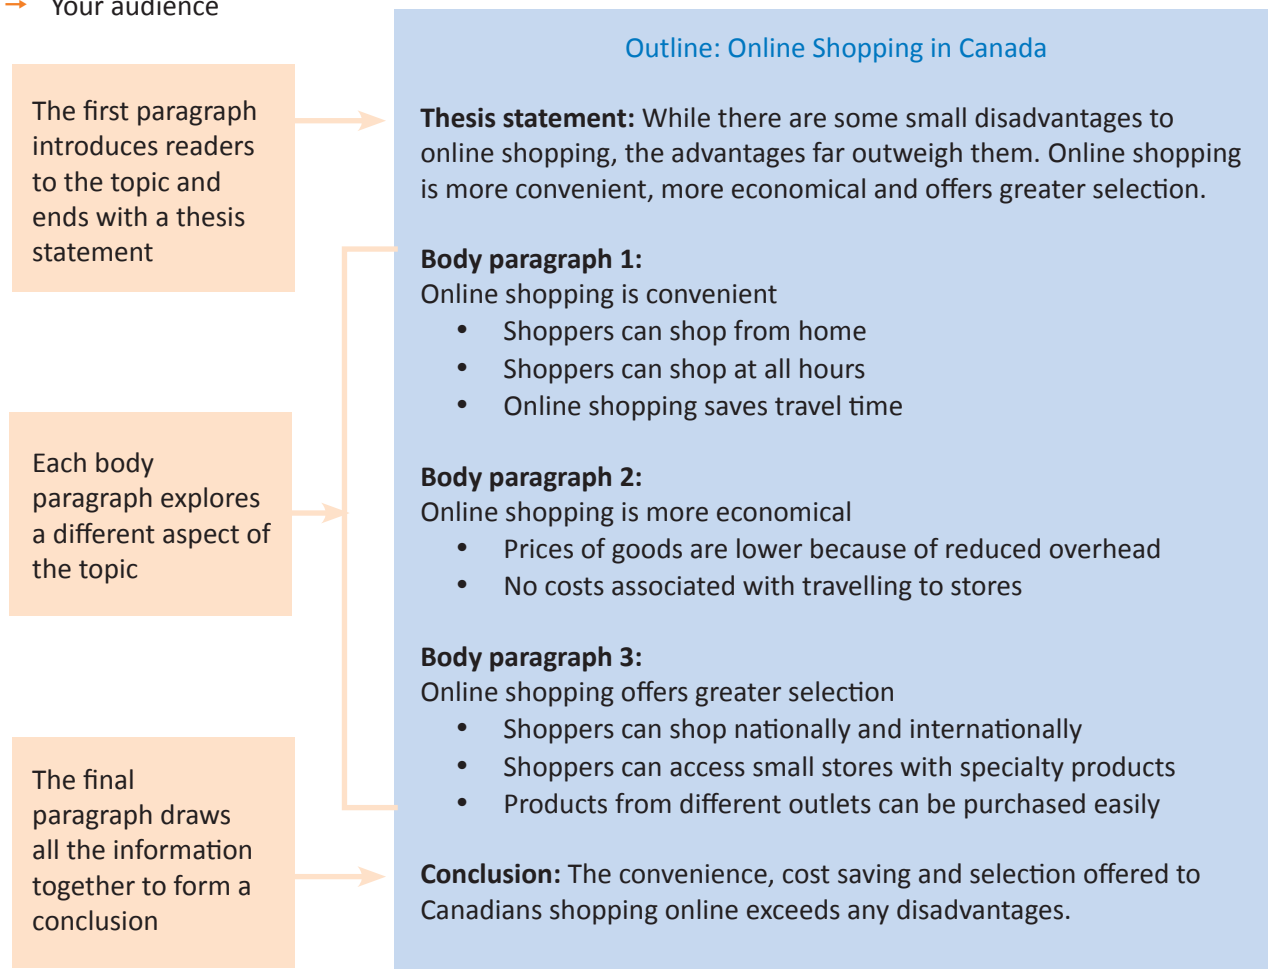 → Your audience
The first paragraph
introduces readers
to the topic and
ends with a thesis
statement
Each body
paragraph explores
a different aspect of
the topic
The final
paragraph draws
all the information
together to form a
conclusion
Outline: Online Shopping in Canada
Thesis statement: While there are some small disadvantages to
online shopping, the advantages far outweigh them. Online shopping
is more convenient, more economical and offers greater selection.
Body paragraph 1:
Online shopping is convenient
• Shoppers can shop from home
• Shoppers can shop at all hours
• Online shopping saves travel time
Body paragraph 2:
Online shopping is more economical
• Prices of goods are lower because of reduced overhead
• No costs associated with travelling to stores
Body paragraph 3:
Online shopping offers greater selection
• Shoppers can shop nationally and internationally
• Shoppers can access small stores with specialty products
• Products from different outlets can be purchased easily
Conclusion: The convenience, cost saving and selection offered to
Canadians shopping online exceeds any disadvantages.